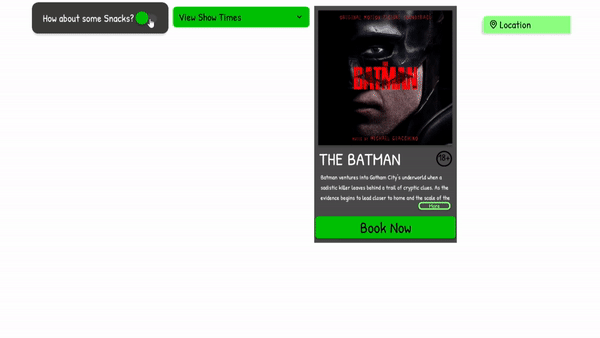 How about some Snacks?
View Show Times
ORIGINAL MOTION PICTURE SOUNDTRACK
THE
BATMAN
MUSIC BY MICHAEL GIACCHINO
THE BATMAN
18+
Batman ventures into Gotham City's underworld when a
sadistic killer leaves behind a trail of cryptic clues. As the
evidence begins to lead closer to home and the scale of the
More
Book Now
Location